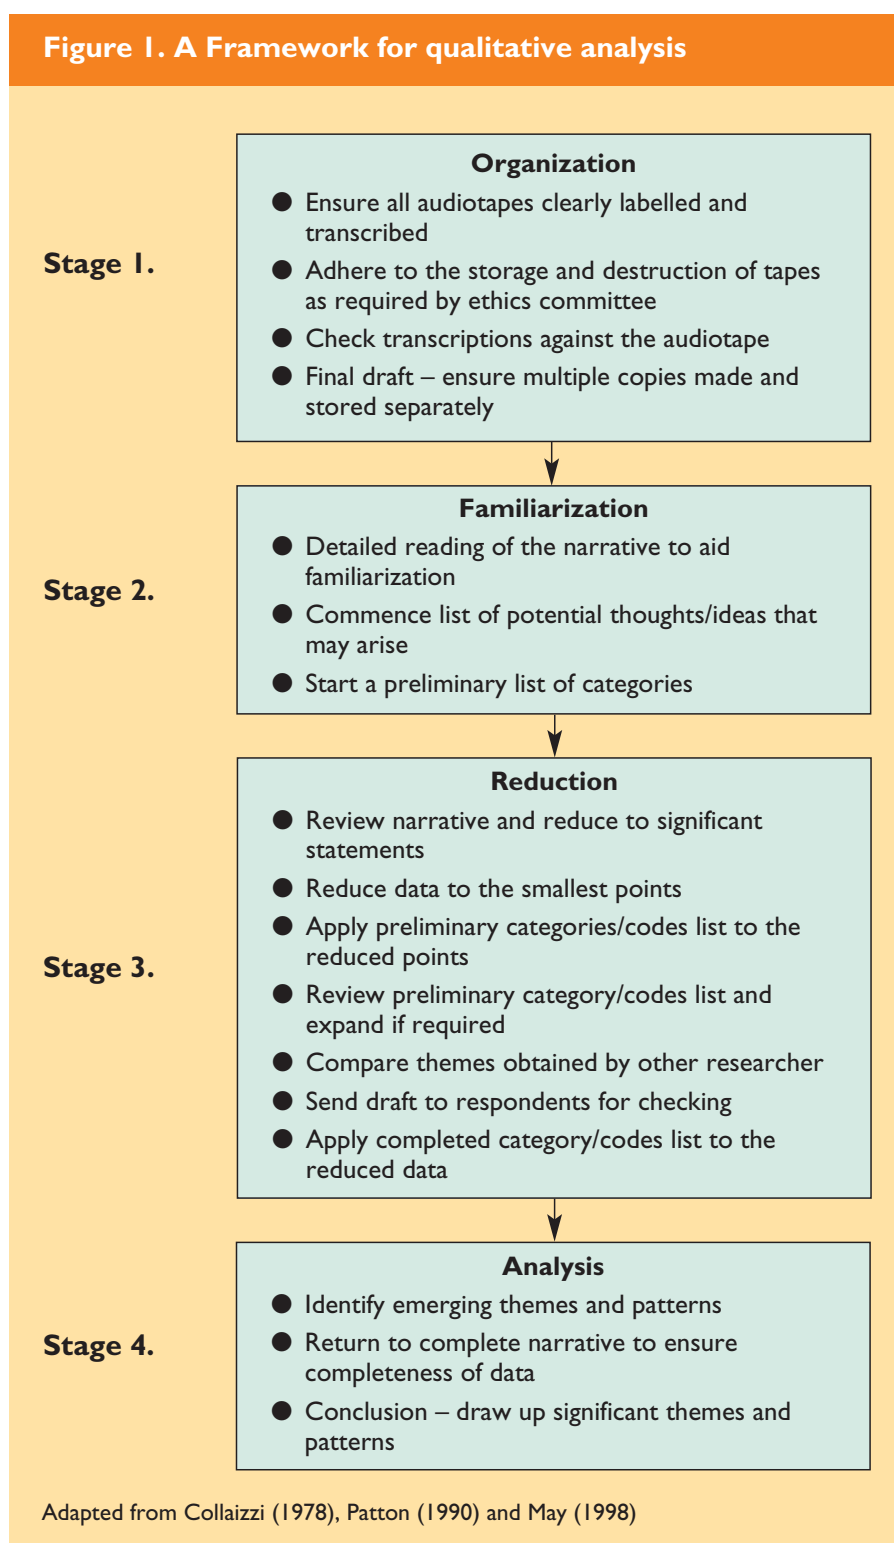 Figure 1. A Framework for qualitative analysis
Stage 1.
Organization
● Ensure all audiotapes clearly labelled and
transcribed
● Adhere to the storage and destruction of tapes
as required by ethics committee
● Check transcriptions against the audiotape
● Final draft – ensure multiple copies made and
stored separately
Stage 2.
Familiarization
● Detailed reading of the narrative to aid
familiarization
● Commence list of potential thoughts/ideas that
may arise
● Start a preliminary list of categories
Stage 3.
Reduction
● Review narrative and reduce to significant
statements
● Reduce data to the smallest points
● Apply preliminary categories/codes list to the
reduced points
● Review preliminary category/codes list and
expand if required
● Compare themes obtained by other researcher
● Send draft to respondents for checking
● Apply completed category/codes list to the
reduced data
Stage 4.
Analysis
● Identify emerging themes and patterns
● Return to complete narrative to ensure
completeness of data
● Conclusion – draw up significant themes and
patterns
Adapted from Collaizzi (1978), Patton (1990) and May (1998)